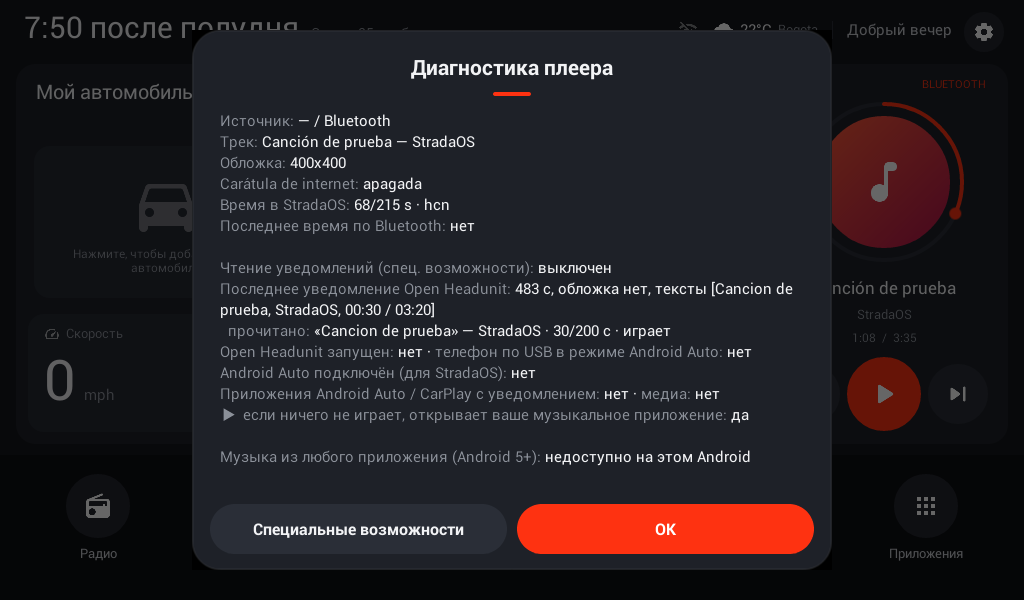 7:50 после полудня
22°C Bogota
Добрый вечер
Мой автомобиль
BLUETOOTH
Диагностика плеера
Источник: — / Bluetooth
Трек: Canción de prueba — StradaOS
Обложка: 400x400
Carátula de internet: apagada
Время в StradaOS: 68/215 s · hcn
Последнее время по Bluetooth: нет
Чтение уведомлений (спец. возможности): выключен
Последнее уведомление Open Headunit: 483 с, обложка нет, тексты [Cancion de
prueba, StradaOS, 00:30 / 03:20]
прочитано: «Cancion de prueba» — StradaOS · 30/200 с · играет
Open Headunit запущен: нет · телефон по USB в режиме Android Auto: нет
Android Auto подключён (для StradaOS): нет
Приложения Android Auto / CarPlay с уведомлением: нет · медиа: нет
▶ если ничего не играет, открывает ваше музыкальное приложение: да
Музыка из любого приложения (Android 5+): недоступно на этом Android
Специальные возможности
OK
Нажмите, чтобы доб
автомобил
Скорость
0 mph
nción de prueba
StradaOS
1:08 / 3:35
Радио
Приложения